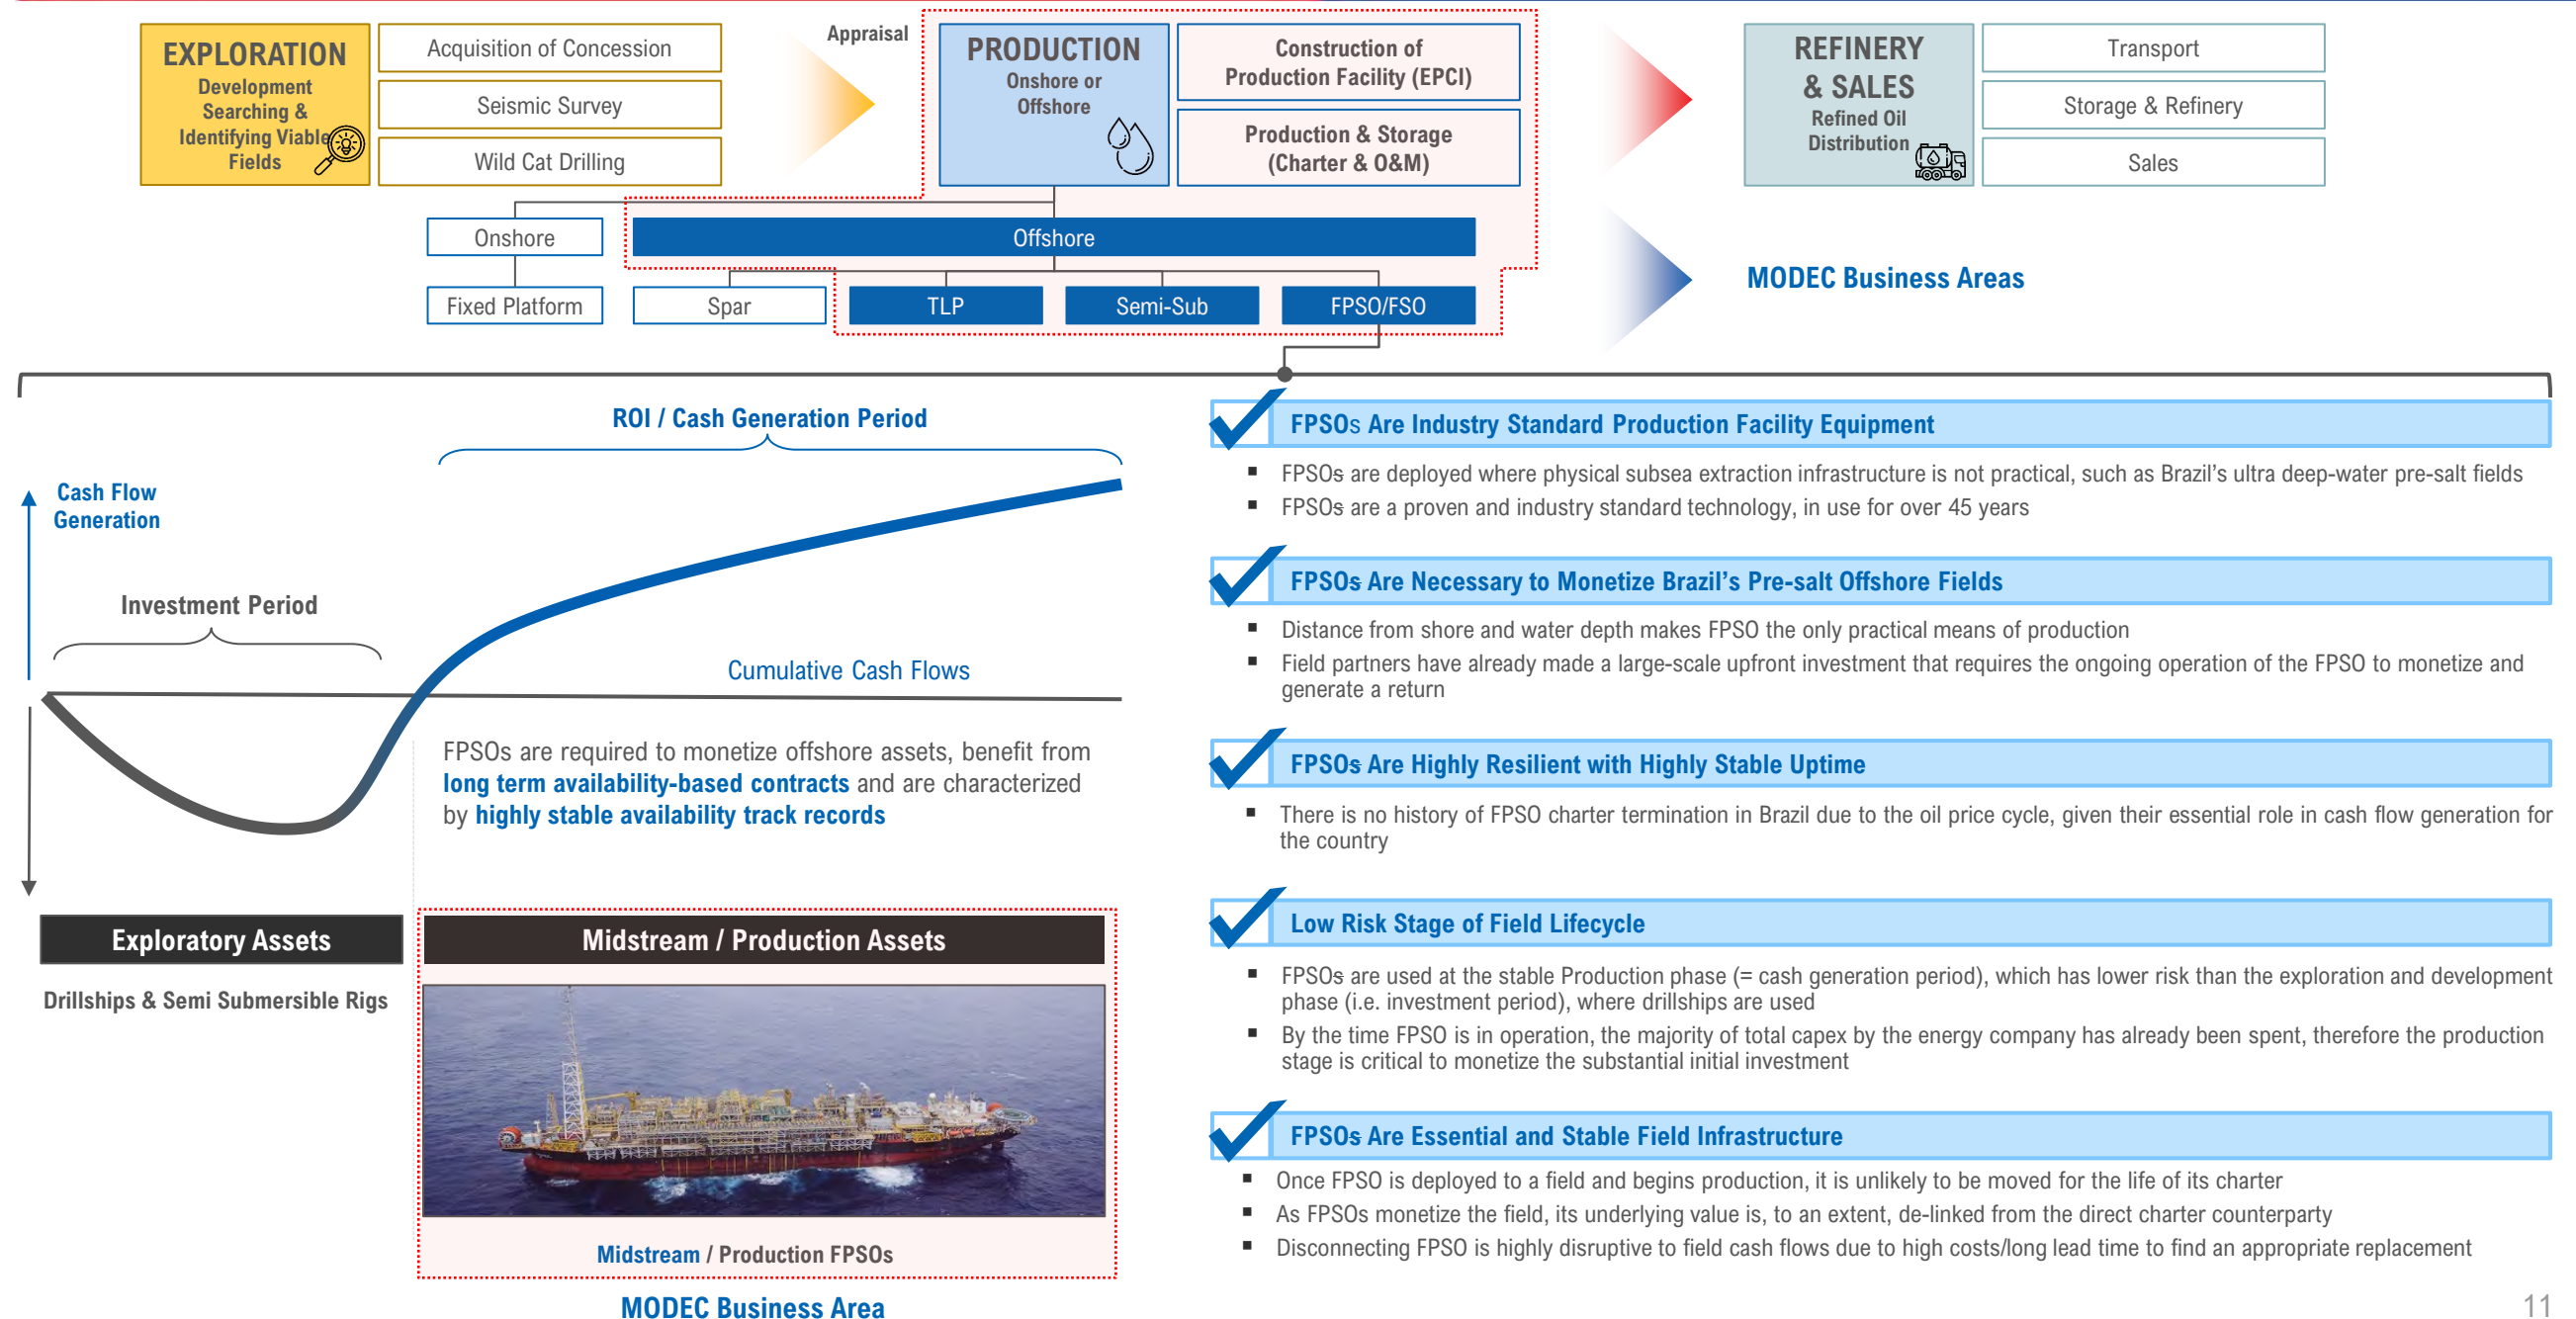 EXPLORATION
Development
Searching &
Identifying Viable
Fields
Acquisition of Concession
Seismic Survey
Wild Cat Drilling
Appraisal
PRODUCTION
Onshore or
Offshore
Construction of
Production Facility (EPCI)
Production & Storage
(Charter & O&M)
REFINERY
& SALES
Refined Oil
Distribution
Transport
Storage & Refinery
Sales
Onshore
Offshore
Fixed Platform
Spar
TLP
Semi-Sub
FPSO/FSO
MODEC Business Areas
ROI / Cash Generation Period
Cash Flow
Generation
Investment Period
Cumulative Cash Flows
FPSOs are required to monetize offshore assets, benefit from
long term availability-based contracts and are characterized
by highly stable availability track records
Exploratory Assets
Drillships & Semi Submersible Rigs
Midstream / Production Assets
Midstream / Production FPSOs
MODEC Business Area
FPSOs Are Industry Standard Production Facility Equipment
FPSOs are deployed where physical subsea extraction infrastructure is not practical, such as Brazil’s ultra deep-water pre-salt fields
FPSOs are a proven and industry standard technology, in use for over 45 years
FPSOs Are Necessary to Monetize Brazil’s Pre-salt Offshore Fields
Distance from shore and water depth makes FPSO the only practical means of production
Field partners have already made a large-scale upfront investment that requires the ongoing operation of the FPSO to monetize and
generate a return
FPSOs Are Highly Resilient with Highly Stable Uptime
There is no history of FPSO charter termination in Brazil due to the oil price cycle, given their essential role in cash flow generation for
the country
Low Risk Stage of Field Lifecycle
FPSOs are used at the stable Production phase (= cash generation period), which has lower risk than the exploration and development
phase (i.e. investment period), where drillships are used
By the time FPSO is in operation, the majority of total capex by the energy company has already been spent, therefore the production
stage is critical to monetize the substantial initial investment
FPSOs Are Essential and Stable Field Infrastructure
Once FPSO is deployed to a field and begins production, it is unlikely to be moved for the life of its charter
As FPSOs monetize the field, its underlying value is, to an extent, de-linked from the direct charter counterparty
Disconnecting FPSO is highly disruptive to field cash flows due to high costs/long lead time to find an appropriate replacement
11